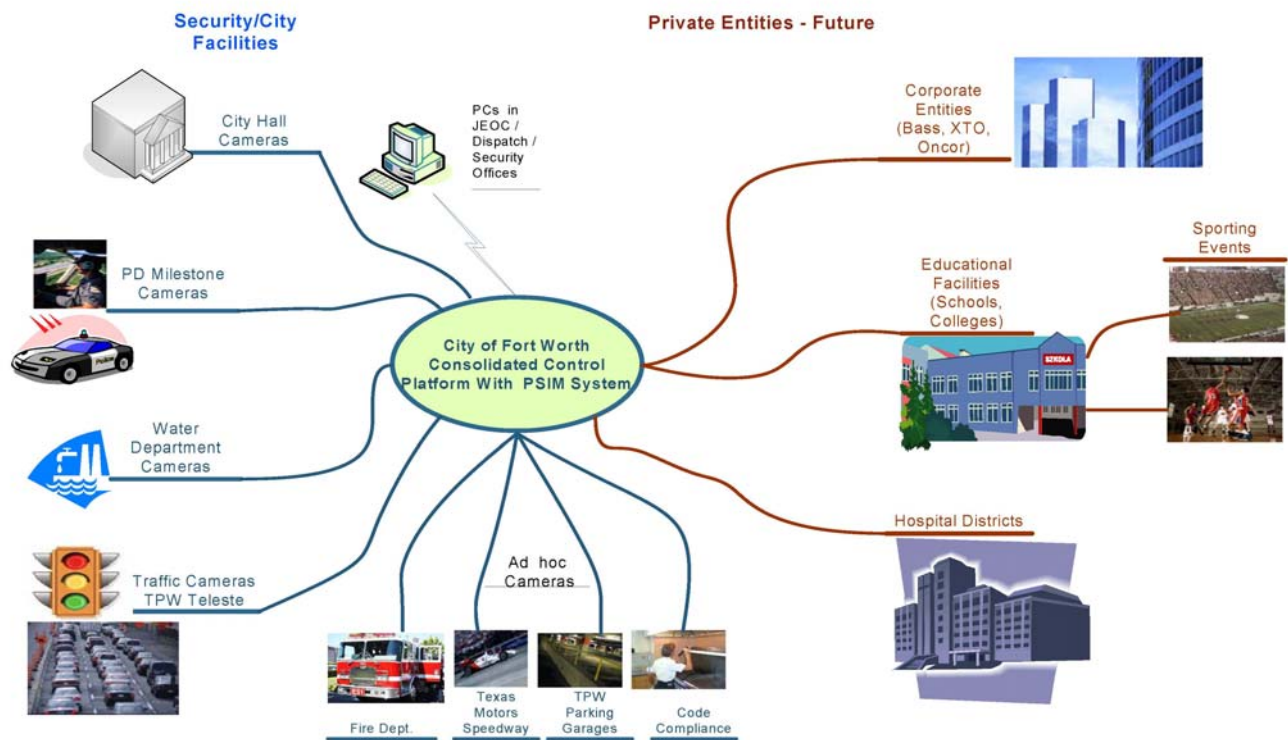 Security/City
Facilities
Private Entities - Future
City Hall
Cameras
PCs in
JEOC /
Dispatch /
Security
Offices
Corporate
Entities
(Bass, XTO,
Oncor)
PD Milestone
Cameras
Sporting
Events
Educational
Facilities
(Schools,
Colleges)
SZKOŁA
Police
City of Fort Worth
Consolidated Control
Platform With PSIM System
Water
Department
Cameras
Hospital Districts
Traffic Cameras
TPW Teleste
Ad hoc
Cameras
Fire Dept.
Texas
Motors
Speedway
TPW
Parking
Garages
Code
Compliance